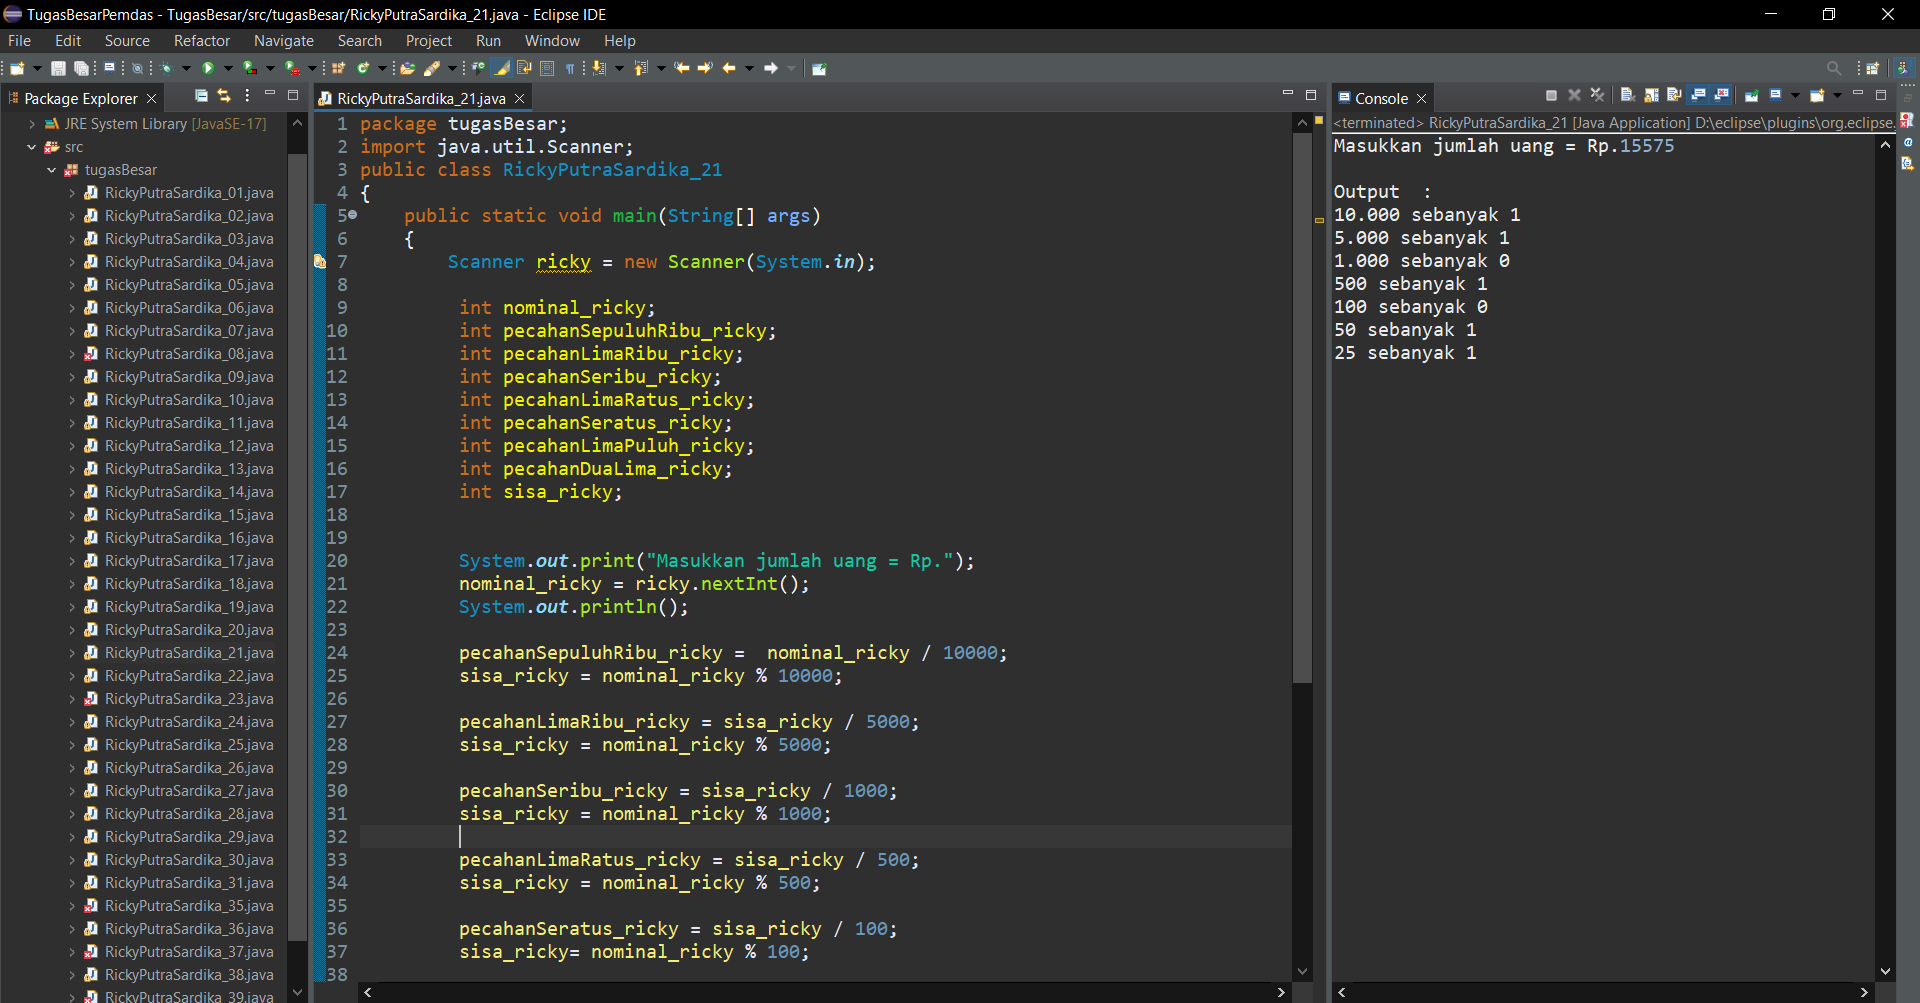 TugasBesarPemdas - TugasBesar/src/tugasBesar/RickyPutraSardika_21.java - Eclipse IDE
File Edit Source Refactor Navigate Search Project Run Window Help
Package Explorer
JRE System Library [JavaSE-17]
src
tugasBesar
RickyPutraSardika_01.java
RickyPutraSardika_02.java
RickyPutraSardika_03.java
RickyPutraSardika_04.java
RickyPutraSardika_05.java
RickyPutraSardika_06.java
RickyPutraSardika_07.java
RickyPutraSardika_08.java
RickyPutraSardika_09.java
RickyPutraSardika_10.java
RickyPutraSardika_11.java
RickyPutraSardika_12.java
RickyPutraSardika_13.java
RickyPutraSardika_14.java
RickyPutraSardika_15.java
RickyPutraSardika_16.java
RickyPutraSardika_17.java
RickyPutraSardika_18.java
RickyPutraSardika_19.java
RickyPutraSardika_20.java
RickyPutraSardika_21.java
RickyPutraSardika_22.java
RickyPutraSardika_23.java
RickyPutraSardika_24.java
RickyPutraSardika_25.java
RickyPutraSardika_26.java
RickyPutraSardika_27.java
RickyPutraSardika_28.java
RickyPutraSardika_29.java
RickyPutraSardika_30.java
RickyPutraSardika_31.java
RickyPutraSardika_35.java
RickyPutraSardika_36.java
RickyPutraSardika_37.java
RickyPutraSardika_38.java
RickyPutraSardika_39.java
RickyPutraSardika_21.java
1 package tugasBesar;
2 import java.util.Scanner;
3 public class RickyPutraSardika_21
4 {
5 public static void main(String[] args)
6 {
7 Scanner ricky = new Scanner(System.in);
8
9 int nominal_ricky;
10 int pecahanSepuluhRibu_ricky;
11 int pecahanLimaRibu_ricky;
12 int pecahanSeribu_ricky;
13 int pecahanLimaRatus_ricky;
14 int pecahanSeratus_ricky;
15 int pecahanLimaPuluh_ricky;
16 int pecahanDuaLima_ricky;
17 int sisa_ricky;
18
19
20 System.out.print("Masukkan jumlah uang = Rp.");
21 nominal_ricky = ricky.nextInt();
22 System.out.println();
23
24 pecahanSepuluhRibu_ricky =  nominal_ricky / 10000;
25 sisa_ricky = nominal_ricky % 10000;
26
27 pecahanLimaRibu_ricky = sisa_ricky / 5000;
28 sisa_ricky = nominal_ricky % 5000;
29
30 pecahanSeribu_ricky = sisa_ricky / 1000;
31 sisa_ricky = nominal_ricky % 1000;
32
33 pecahanLimaRatus_ricky = sisa_ricky / 500;
34 sisa_ricky = nominal_ricky % 500;
35
36 pecahanSeratus_ricky = sisa_ricky / 100;
37 sisa_ricky= nominal_ricky % 100;
38
Console
<terminated> RickyPutraSardika_21 [Java Application] D:\eclipse\plugins\org.eclipse.
Masukkan jumlah uang = Rp.15575
Output  :
10.000 sebanyak 1
5.000 sebanyak 1
1.000 sebanyak 0
500 sebanyak 1
100 sebanyak 0
50 sebanyak 1
25 sebanyak 1